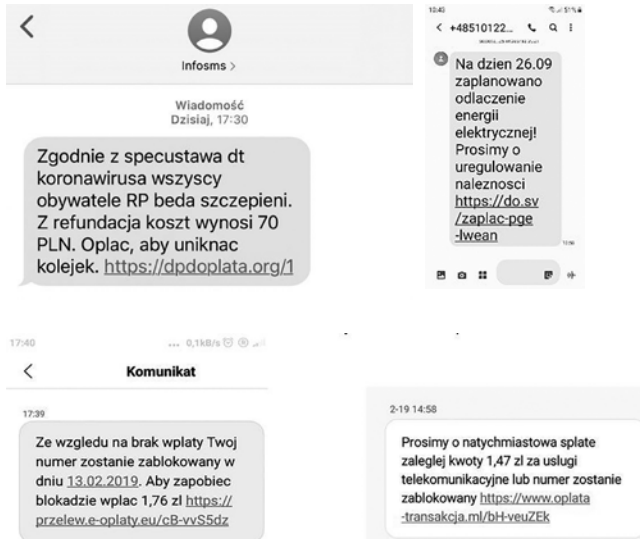 Infosms >
Wiadomość
Dzisiaj, 17:30
Zgodnie z specustawa dt
koronawirusa wszyscy
obywatele RP beda szczepieni.
Z refundacja koszt wynosi 70
PLN. Oplac, aby uniknac
kolejek. https://dpdoplata.org/1
+48510122...
Na dzien 26.09
zaplanowano
odlaczenie
energii
elektrycznej!
Prosimy o
uregulowanie
naleznosci
https://do.sv
/zaplac-pge
-lwean
17:40
... 0,1kB/s
Komunikat
17:39
Ze wzgledu na brak wplaty Twoj
numer zostanie zablokowany w
dniu 13.02.2019. Aby zapobiec
blokadzie wplac 1,76 zl https://
przelew.e-oplaty.eu/cB-vvS5dz
2-19 14:58
Prosimy o natychmiastowa splate
zaleglej kwoty 1,47 zl za uslugi
telekomunikacyjne lub numer zostanie
zablokowany https://www.oplata
-transakcja.ml/bH-veuZEk